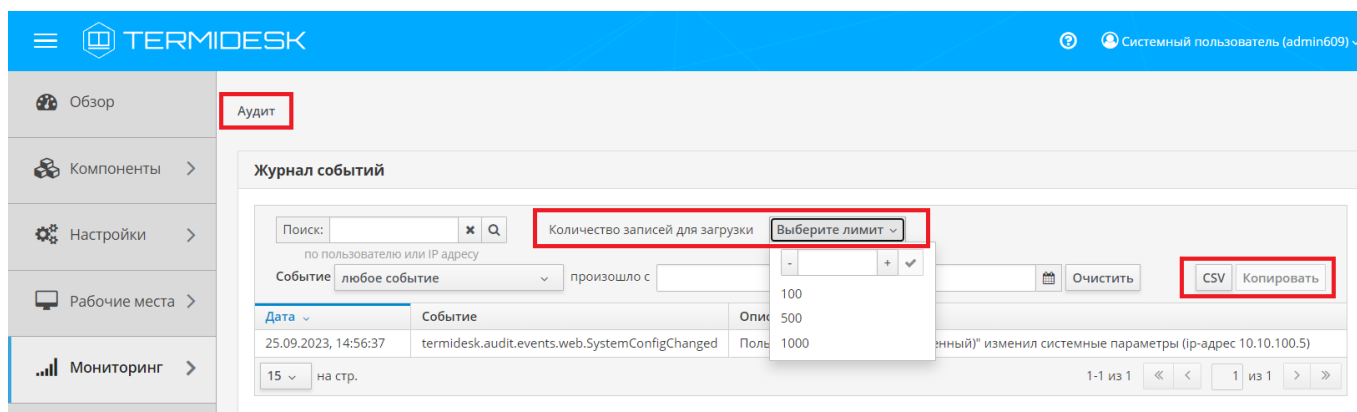 TERMIDESK
Системный пользователь (admin609)
Обзор
Аудит
Компоненты
Журнал событий
Настройки
Поиск:
Количество записей для загрузки
Выберите лимит
по пользователю или IP адресу
- +
Событие любое событие произошло с
Очистить
CSV Копировать
Рабочие места
100
500
1000
Дата Событие
25.09.2023, 14:56:37 termidesk.audit.events.web.SystemConfigChanged изменил системные параметры (ip-адрес 10.10.100.5)
Мониторинг
15 на стр.
1-1 из 1 « < 1 из 1 > »